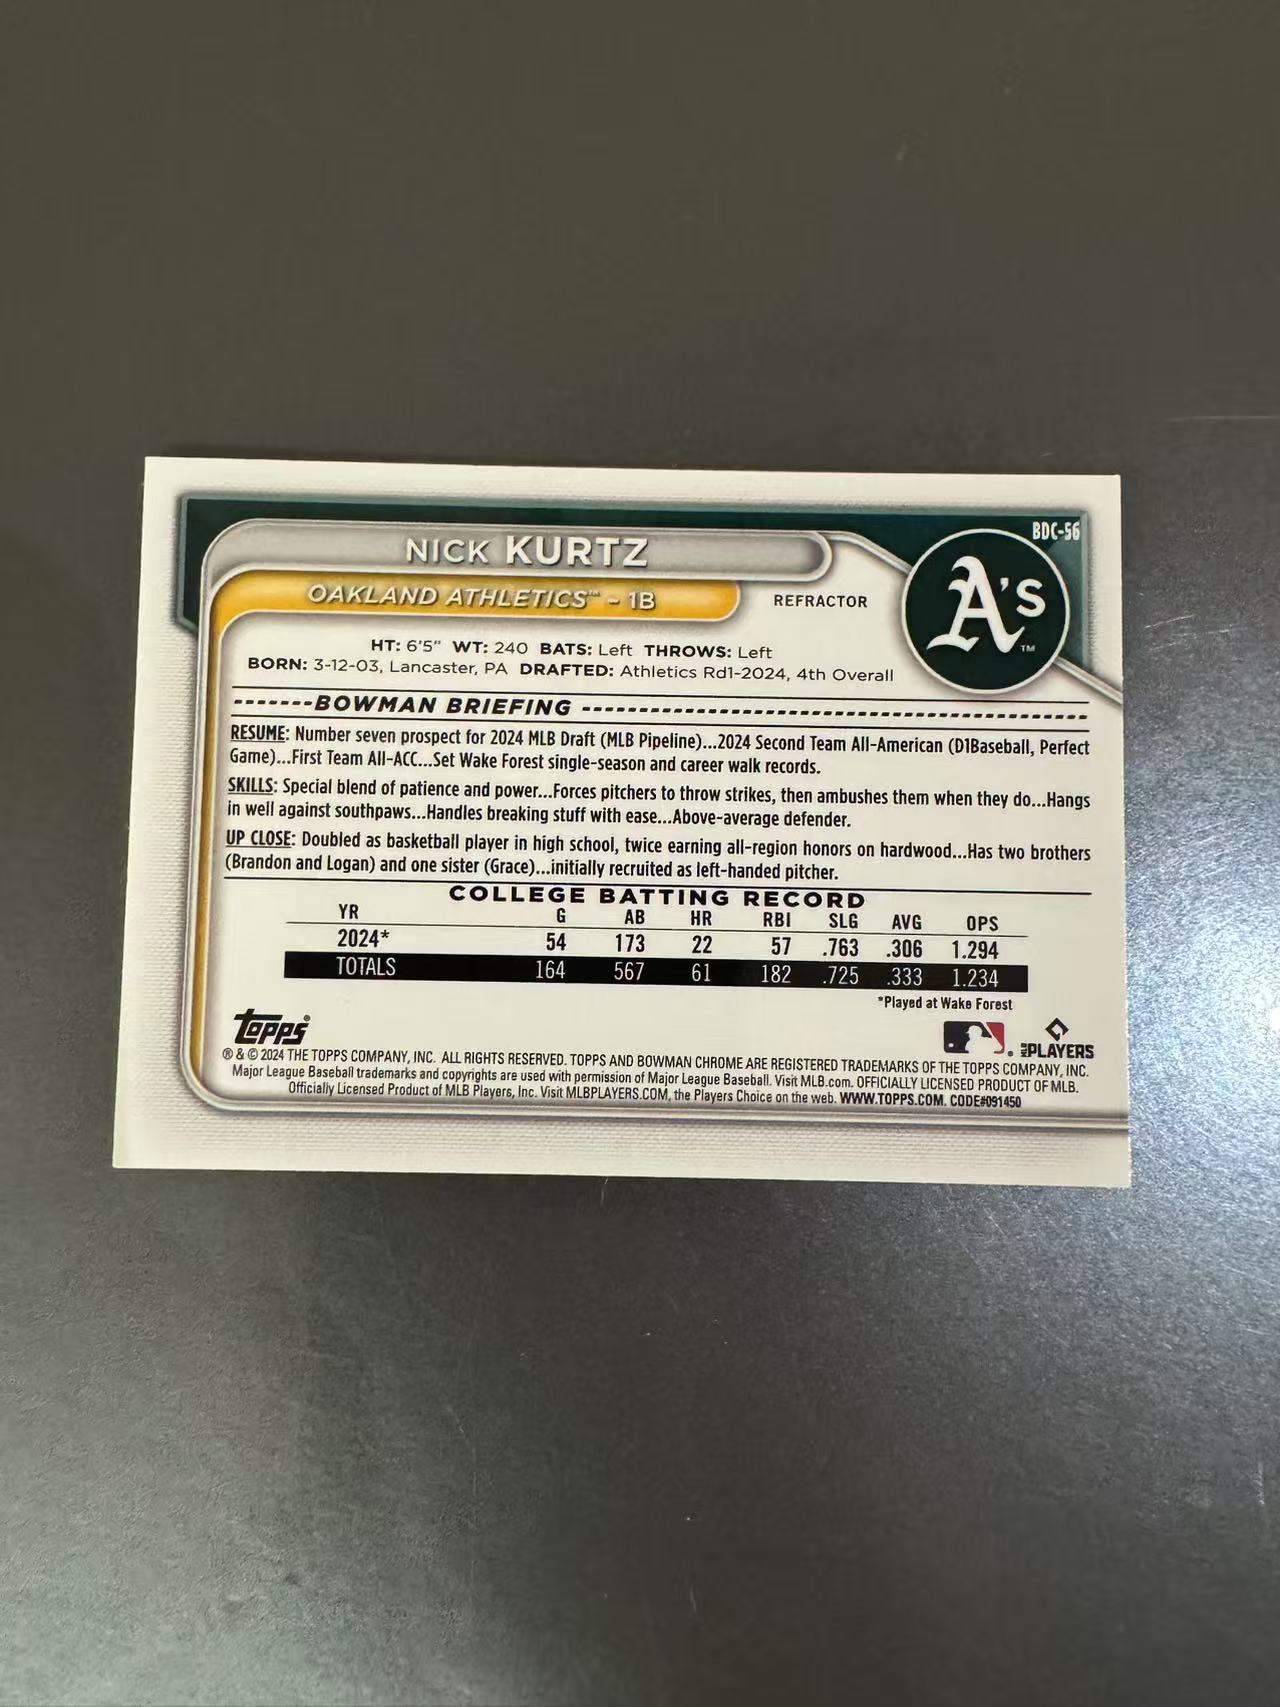 BDC-56
NICK KURTZ
OAKLAND ATHLETICS™ - 1B
REFRACTOR
A's™
HT: 6'5" WT: 240 BATS: Left THROWS: Left
BORN: 3-12-03, Lancaster, PA DRAFTED: Athletics Rd1-2024, 4th Overall
BOWMAN BRIEFING
RESUME: Number seven prospect for 2024 MLB Draft (MLB Pipeline)...2024 Second Team All-American (D1Baseball, Perfect
Game)...First Team All-ACC...Set Wake Forest single-season and career walk records.
SKILLS: Special blend of patience and power...Forces pitchers to throw strikes, then ambushes them when they do...Hangs
in well against southpaws...Handles breaking stuff with ease...Above-average defender.
UP CLOSE: Doubled as basketball player in high school, twice earning all-region honors on hardwood...Has two brothers
(Brandon and Logan) and one sister (Grace)...initially recruited as left-handed pitcher.
COLLEGE BATTING RECORD
YR G AB HR RBI SLG AVG OPS
2024* 54 173 22 57 .763 .306 1.294
TOTALS 164 567 61 182 .725 .333 1.234
*Played at Wake Forest
Topps®
MLB PLAYERS
® & © 2024 THE TOPPS COMPANY, INC. ALL RIGHTS RESERVED. TOPPS AND BOWMAN CHROME ARE REGISTERED TRADEMARKS OF THE TOPPS COMPANY, INC.
Major League Baseball trademarks and copyrights are used with permission of Major League Baseball. Visit MLB.com. OFFICIALLY LICENSED PRODUCT OF MLB.
Officially Licensed Product of MLB Players, Inc. Visit MLBPLAYERS.COM, the Players Choice on the web. WWW.TOPPS.COM. CODE#091450